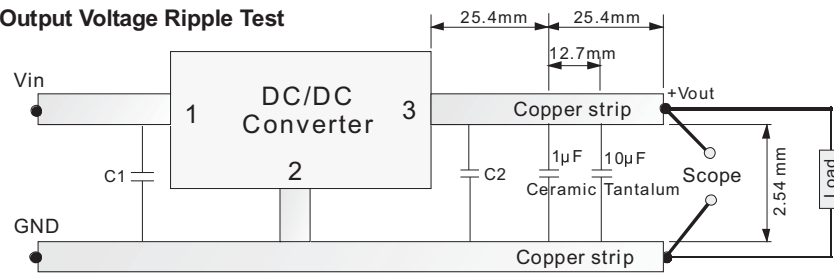 Output Voltage Ripple Test
25.4mm
25.4mm
12.7mm
Vin
+Vout
1
DC/DC
Converter
3
Copper strip
2
C1
C2
1µF
10µF
Ceramic
Tantalum
Scope
2.54 mm
Load
GND
Copper strip